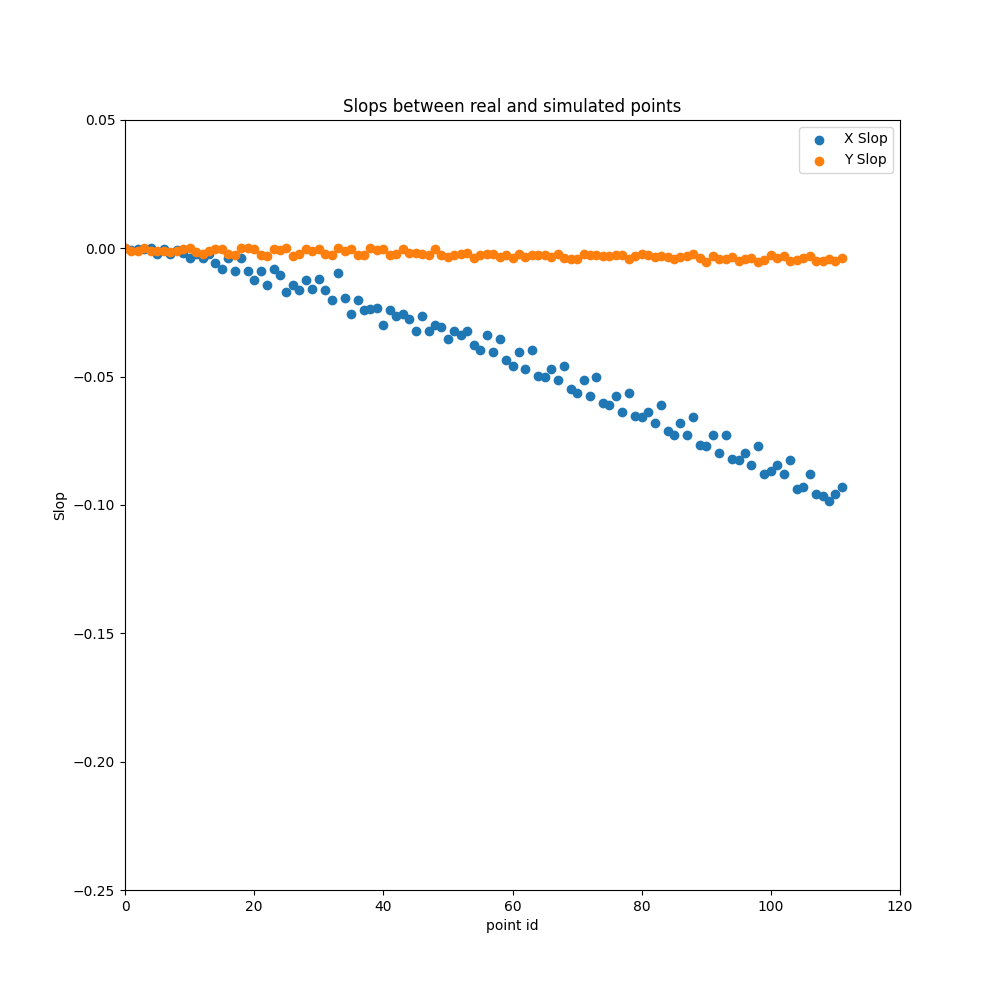 Slops between real and simulated points
X Slop
Y Slop
0.05
0.00
−0.05
−0.10
−0.15
−0.20
−0.25
Slop
0 20 40 60 80 100 120
point id